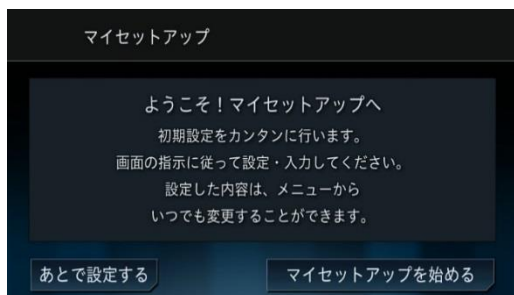 マイセットアップ
ようこそ！マイセットアップへ
初期設定をカンタンに行います。
画面の指示に従って設定・入力してください。
設定した内容は、メニューから
いつでも変更することができます。
あとで設定する
マイセットアップを始める